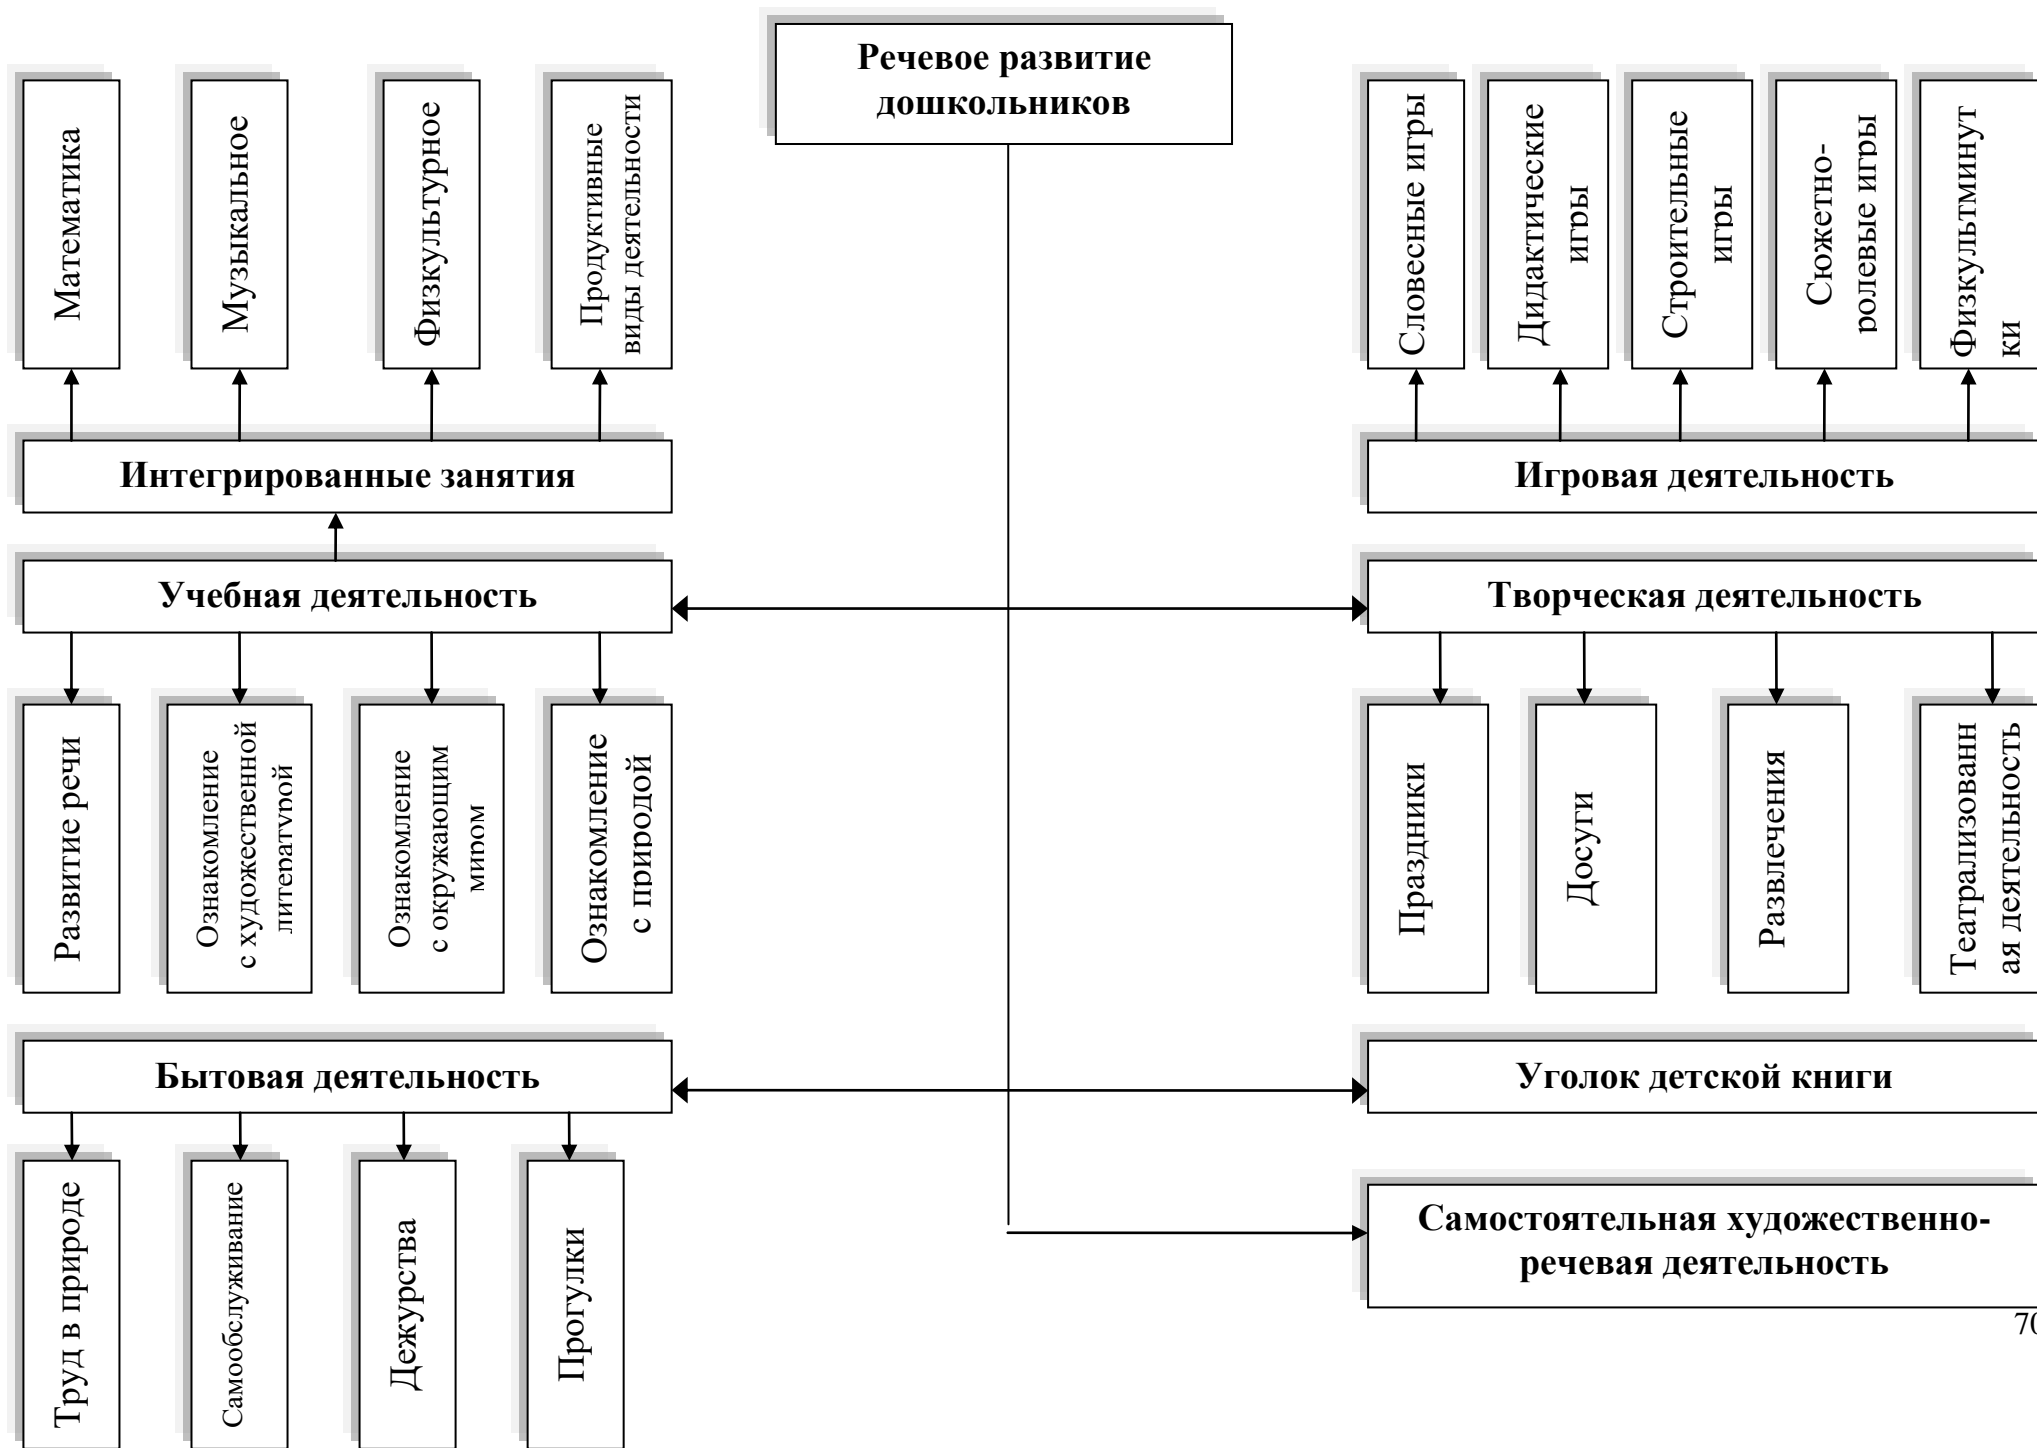 Речевое развитие
дошкольников
Математика
Музыкальное
Физкультурное
Продуктивные
виды деятельности
Словесные игры
Дидактические
игры
Строительные
игры
Сюжетно-
ролевые игры
Физкультминут
ки
Интегрированные занятия
Игровая деятельность
Учебная деятельность
Творческая деятельность
Развитие речи
Ознакомление
с художественной
литературой
Ознакомление
с окружающим
миром
Ознакомление
с природой
Праздники
Досуги
Развлечения
Театрализованн
ая деятельность
Бытовая деятельность
Уголок детской книги
Труд в природе
Самообслуживание
Дежурства
Прогулки
Самостоятельная художественно-
речевая деятельность
70